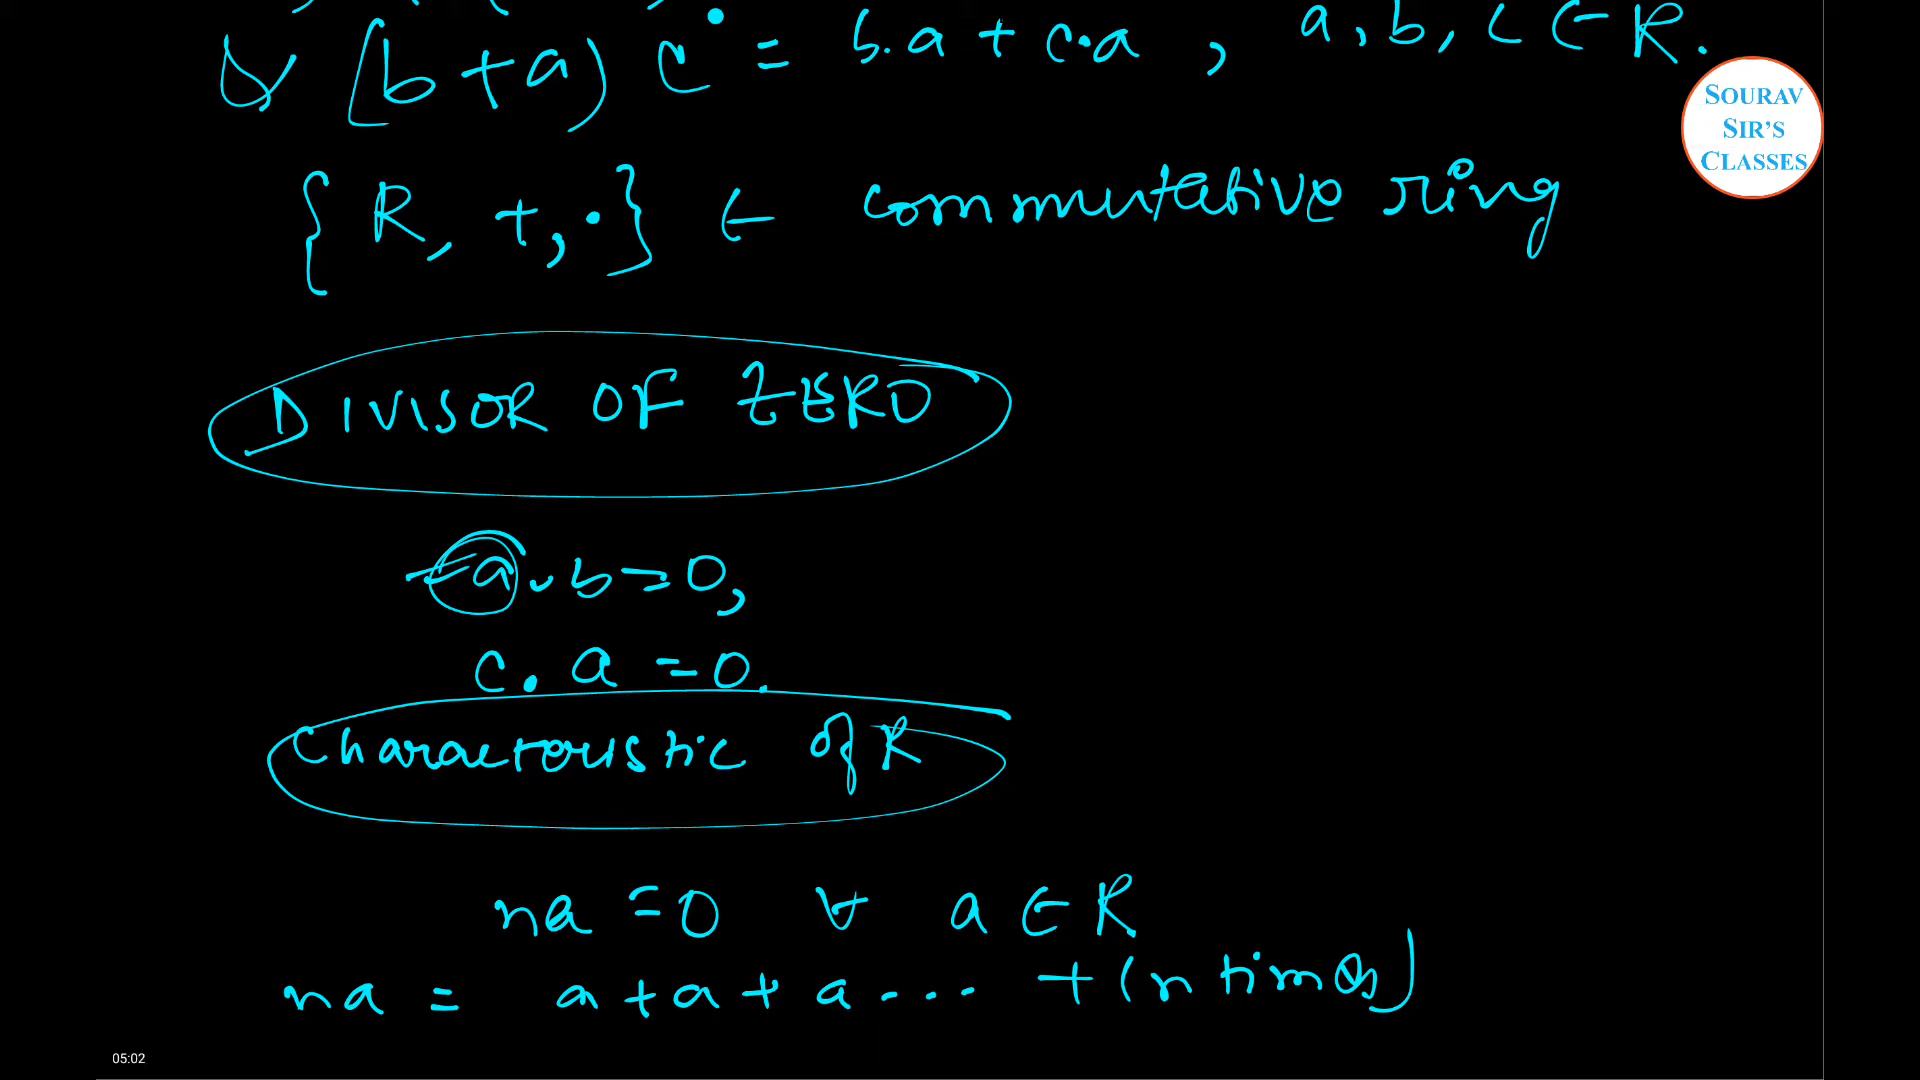 & (b+a) c = b.a + c.a , a, b, c ∈ R.
SOURAV
SIR'S
CLASSES
{R, +, .} ← commutative ring
DIVISOR OF ZERO
a.b=0,
c.a=0.
Characteristic of R
na=0 ∀ a∈R
na = a+a+a... +(n times)
05:02